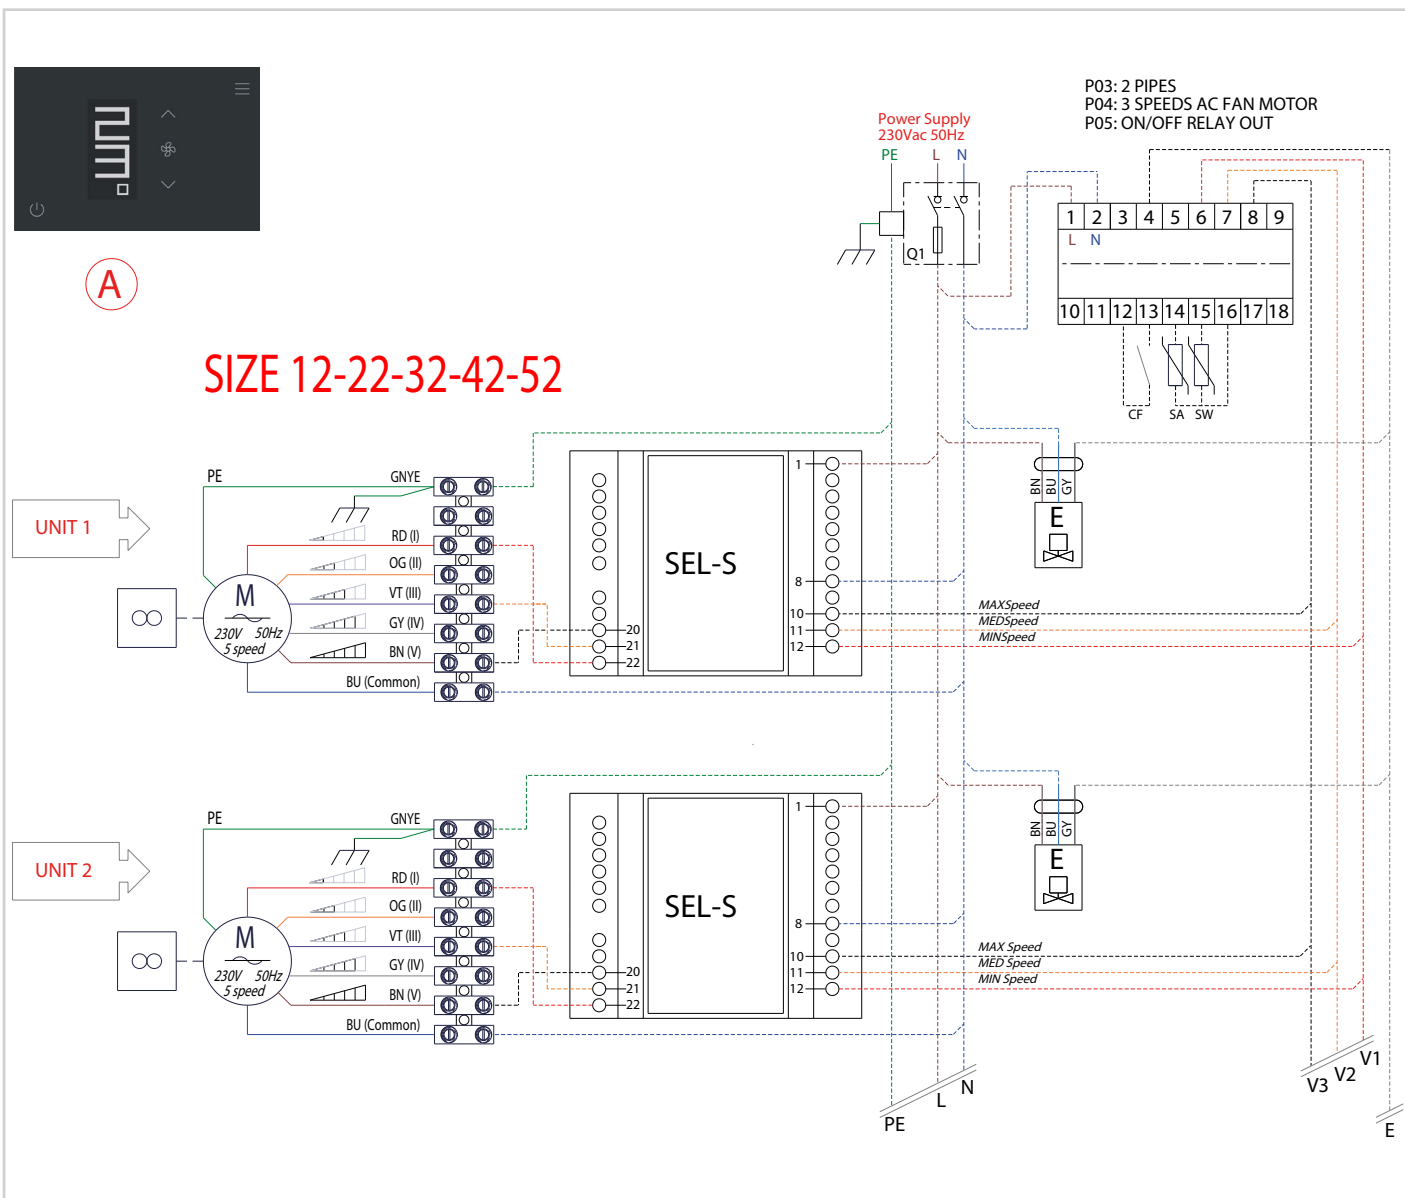 P03: 2 PIPES
P04: 3 SPEEDS AC FAN MOTOR
P05: ON/OFF RELAY OUT
Power Supply
230Vac 50Hz
PE L N
1 2 3 4 5 6 7 8 9
L N
Q1
10 11 12 13 14 15 16 17 18
CF SA SW
A
SIZE 12-22-32-42-52
UNIT 1
PE
GNYE
RD (I)
OG (II)
VT (III)
GY (IV)
BN (V)
BU (Common)
M
230V 50Hz
5 speed
SEL-S
1
8
10
11
12
20
21
22
MAXSpeed
MEDSpeed
MINSpeed
BN
BU
GY
E
UNIT 2
PE
GNYE
RD (I)
OG (II)
VT (III)
GY (IV)
BN (V)
BU (Common)
M
230V 50Hz
5 speed
SEL-S
1
8
10
11
12
20
21
22
MAX Speed
MED Speed
MIN Speed
BN
BU
GY
E
PE
L
N
V3
V2
V1
E